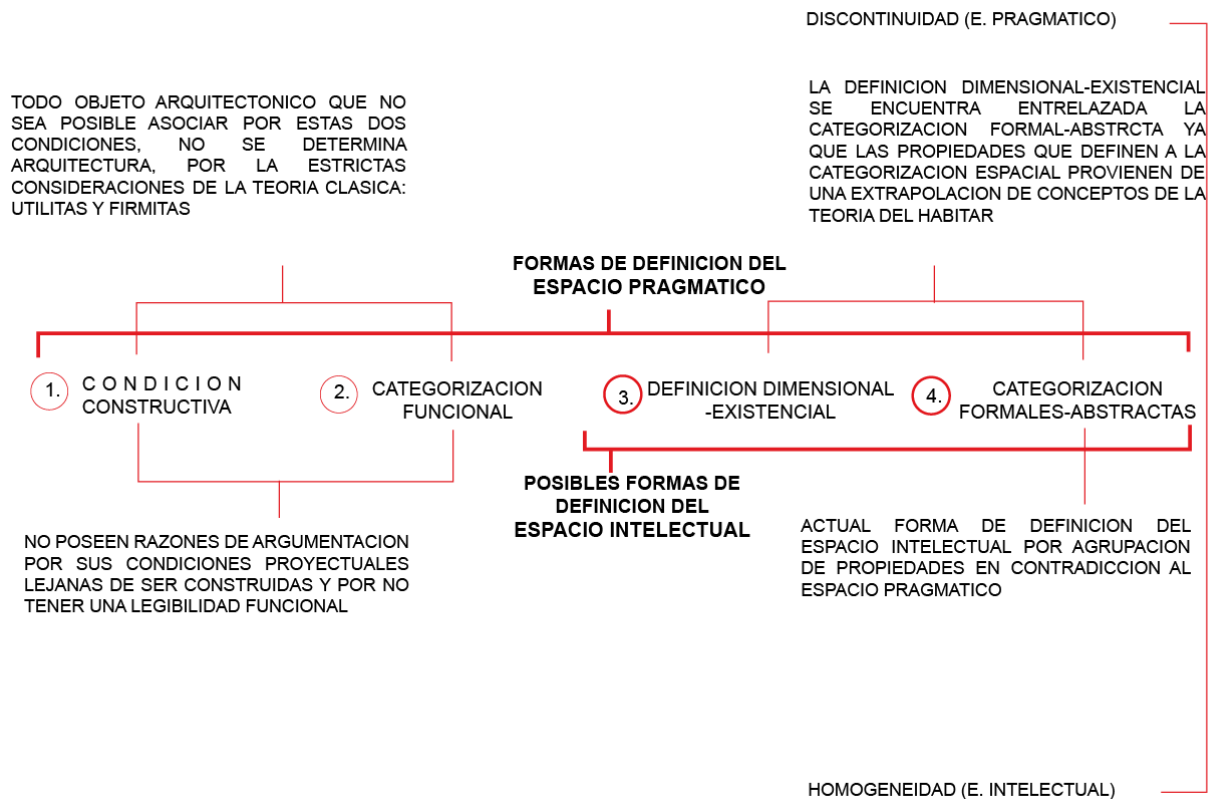 DISCONTINUIDAD (E. PRAGMATICO)
TODO OBJETO ARQUITECTONICO QUE NO
SEA POSIBLE ASOCIAR POR ESTAS DOS
CONDICIONES, NO SE DETERMINA
ARQUITECTURA, POR LA ESTRICTAS
CONSIDERACIONES DE LA TEORIA CLASICA:
UTILITAS Y FIRMITAS
LA DEFINICION DIMENSIONAL-EXISTENCIAL
SE ENCUENTRA ENTRELAZADA LA
CATEGORIZACION FORMAL-ABSTRCTA YA
QUE LAS PROPIEDADES QUE DEFINEN A LA
CATEGORIZACION ESPACIAL PROVIENEN DE
UNA EXTRAPOLACION DE CONCEPTOS DE LA
TEORIA DEL HABITAR
FORMAS DE DEFINICION DEL
ESPACIO PRAGMATICO
1. CONDICION
CONSTRUCTIVA
2. CATEGORIZACION
FUNCIONAL
3. DEFINICION DIMENSIONAL
-EXISTENCIAL
4. CATEGORIZACION
FORMALES-ABSTRACTAS
POSIBLES FORMAS DE
DEFINICION DEL
ESPACIO INTELECTUAL
NO POSEEN RAZONES DE ARGUMENTACION
POR SUS CONDICIONES PROYECTUALES
LEJANAS DE SER CONSTRUIDAS Y POR NO
TENER UNA LEGIBILIDAD FUNCIONAL
ACTUAL FORMA DE DEFINICION DEL
ESPACIO INTELECTUAL POR AGRUPACION
DE PROPIEDADES EN CONTRADICCION AL
ESPACIO PRAGMATICO
HOMOGENEIDAD (E. INTELECTUAL)